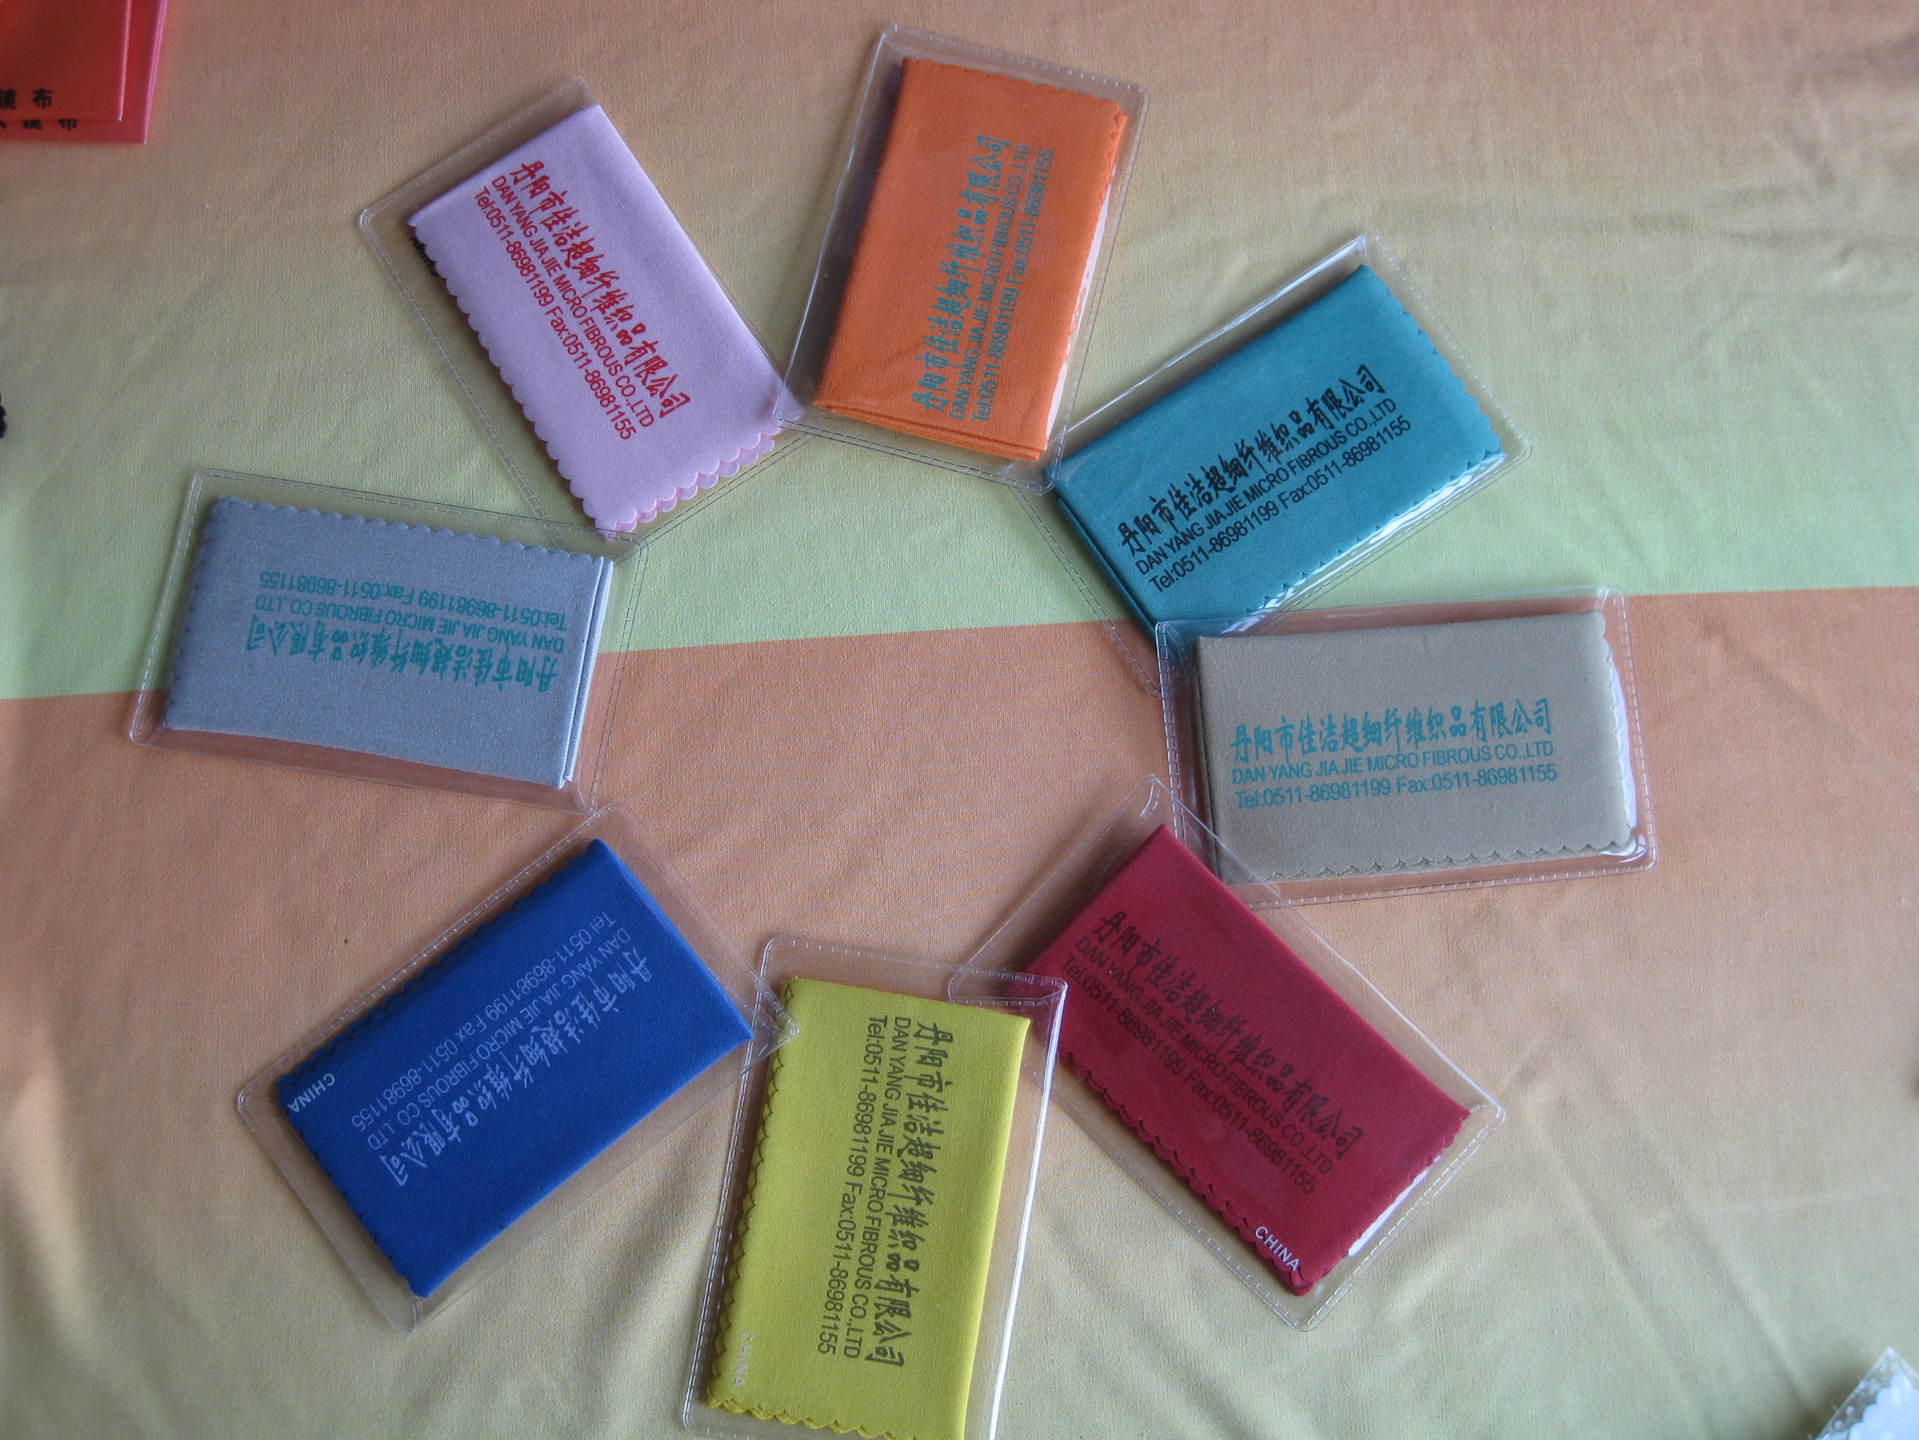 镜布
镜布
丹阳市佳洁超细纤维织品有限公司
DAN YANG JIA JIE MICRO FIBROUS CO.,LTD
Tel:0511-86981199 Fax:0511-86981155
丹阳市佳洁超细纤维织品有限公司
DAN YANG JIA JIE MICRO FIBROUS CO.,LTD
Tel:0511-86981199 Fax:0511-86981155
丹阳市佳洁超细纤维织品有限公司
DAN YANG JIA JIE MICRO FIBROUS CO.,LTD
Tel:0511-86981199 Fax:0511-86981155
丹阳市佳洁超细纤维织品有限公司
DAN YANG JIA JIE MICRO FIBROUS CO.,LTD
Tel:0511-86981199 Fax:0511-86981155
丹阳市佳洁超细纤维织品有限公司
DAN YANG JIA JIE MICRO FIBROUS CO.,LTD
Tel:0511-86981199 Fax:0511-86981155
丹阳市佳洁超细纤维织品有限公司
DAN YANG JIA JIE MICRO FIBROUS CO.,LTD
Tel:0511-86981199 Fax:0511-86981155
CHINA
丹阳市佳洁超细纤维织品有限公司
DAN YANG JIA JIE MICRO FIBROUS CO.,LTD
Tel:0511-86981199 Fax:0511-86981155
CHINA
丹阳市佳洁超细纤维织品有限公司
DAN YANG JIA JIE MICRO FIBROUS CO LTD
Tel 0511-86981199 Fax 0511-86981155
CHINA